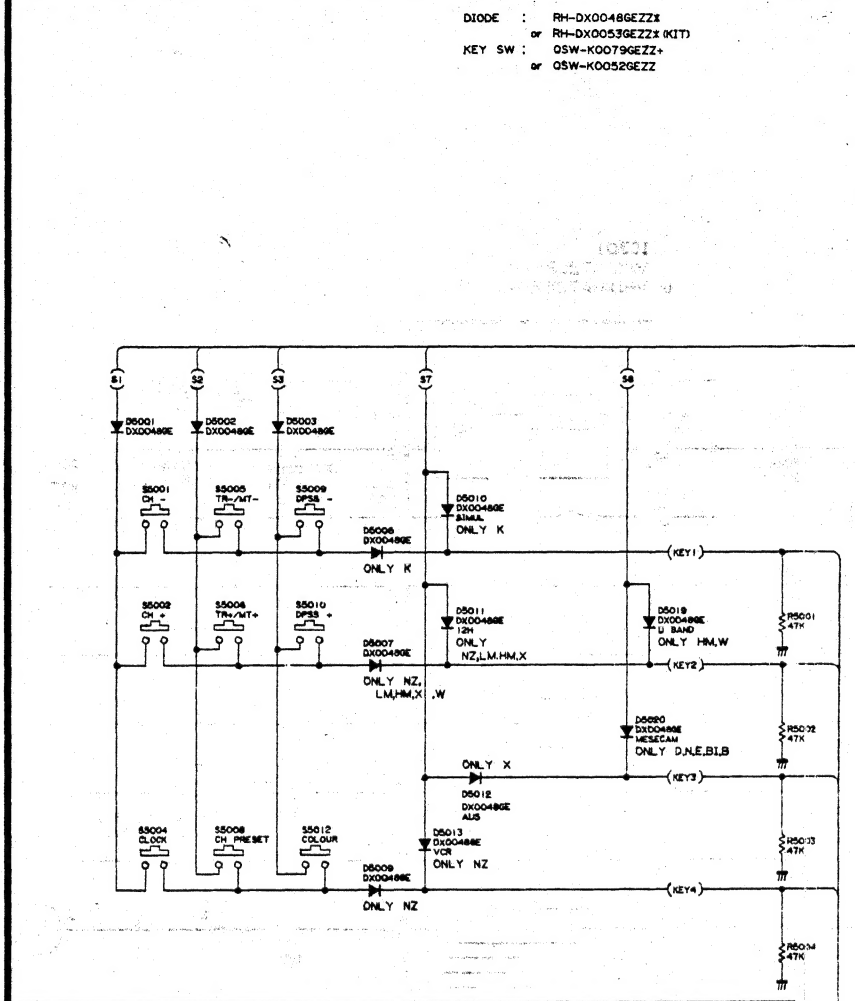 DIODE : RH-DX0048GEZZ※
or RH-DX0053GEZZ※ (KIT)
KEY SW : QSW-K0079GEZZ+
or QSW-K0052GEZZ
S1
S2
S3
S7
S8
D5001
DX0048GE
D5002
DX0048GE
D5003
DX0048GE
S5001
CH -
S5005
TR-/MT-
S5009
DPSS -
D5006
DX0048GE
ONLY K
D5010
DX0048GE
SIMUL
ONLY K
(KEY1)
S5002
CH +
S5006
TR+/MT+
S5010
DPSS +
D5007
DX0048GE
ONLY NZ,
LM,HM,X ,W
D5011
DX0048GE
12H
ONLY
NZ,LM,HM,X
D5019
DX0048GE
U BAND
ONLY HM,W
(KEY2)
R5001
47K
D5020
DX0048GE
MESECAM
ONLY D,N,E,BI,B
R5002
47K
ONLY X
D5012
DX0048GE
AUS
(KEY3)
S5004
CLOCK
S5008
CH PRESET
S5012
COLOUR
D5013
DX0048GE
VCR
ONLY NZ
R5003
47K
D5009
DX0048GE
ONLY NZ
(KEY4)
R5004
47K